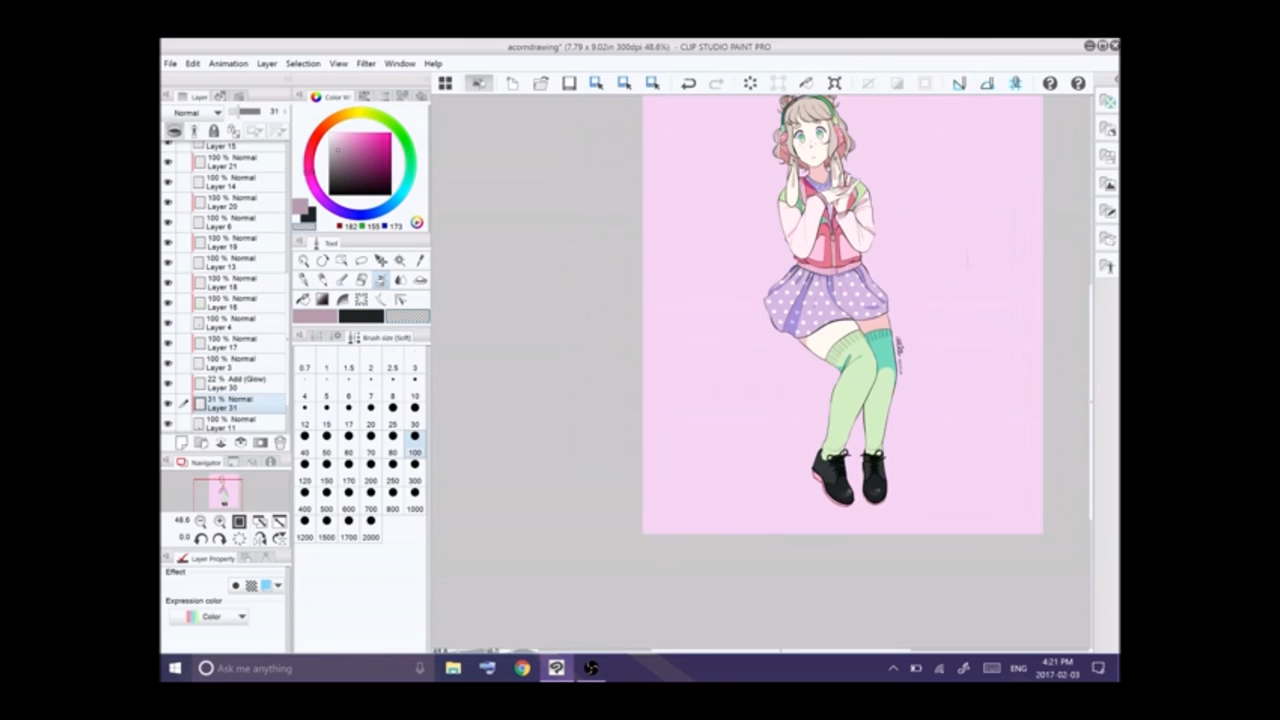 acorndrawing* (7.79 x 9.02in 300dpi 48.6%) - CLIP STUDIO PAINT PRO
File Edit Animation Layer Selection View Filter Window Help
Layer
Color W
Normal 31
Layer 15
100 % Normal
Layer 21
100 % Normal
Layer 14
100 % Normal
Layer 20
100 % Normal
Layer 6
100 % Normal
Layer 19
100 % Normal
Layer 13
100 % Normal
Layer 18
100 % Normal
Layer 16
100 % Normal
Layer 4
100 % Normal
Layer 17
100 % Normal
Layer 3
22 % Add (Glow)
Layer 30
31 % Normal
Layer 31
100 % Normal
Layer 11
182 155 173
Tool
Brush size (Soft)
0.7 1 1.5 2 2.5 3
4 5 6 7 8 10
12 15 17 20 25 30
40 50 60 70 80 100
120 150 170 200 250 300
400 500 600 700 800 1000
1200 1500 1700 2000
Navigator
48.6
0.0
Layer Property
Effect
Expression color
Color
Ask me anything
ENG
4:21 PM
2017-02-03